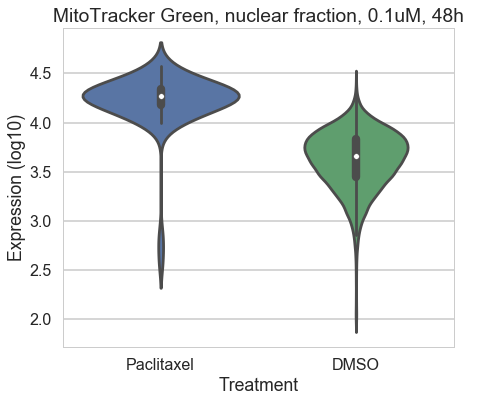 MitoTracker Green, nuclear fraction, 0.1uM, 48h
Expression (log10)
4.5
4.0
3.5
3.0
2.5
2.0
Paclitaxel DMSO
Treatment